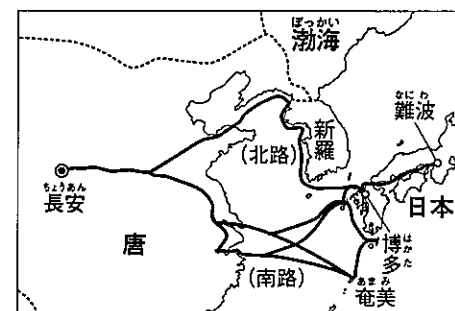 ぼっかい
渤海
なにわ
難波
新羅
(北路)
ちょうあん
長安
日本
唐
博多
はかた
(南路)
あまみ
奄美